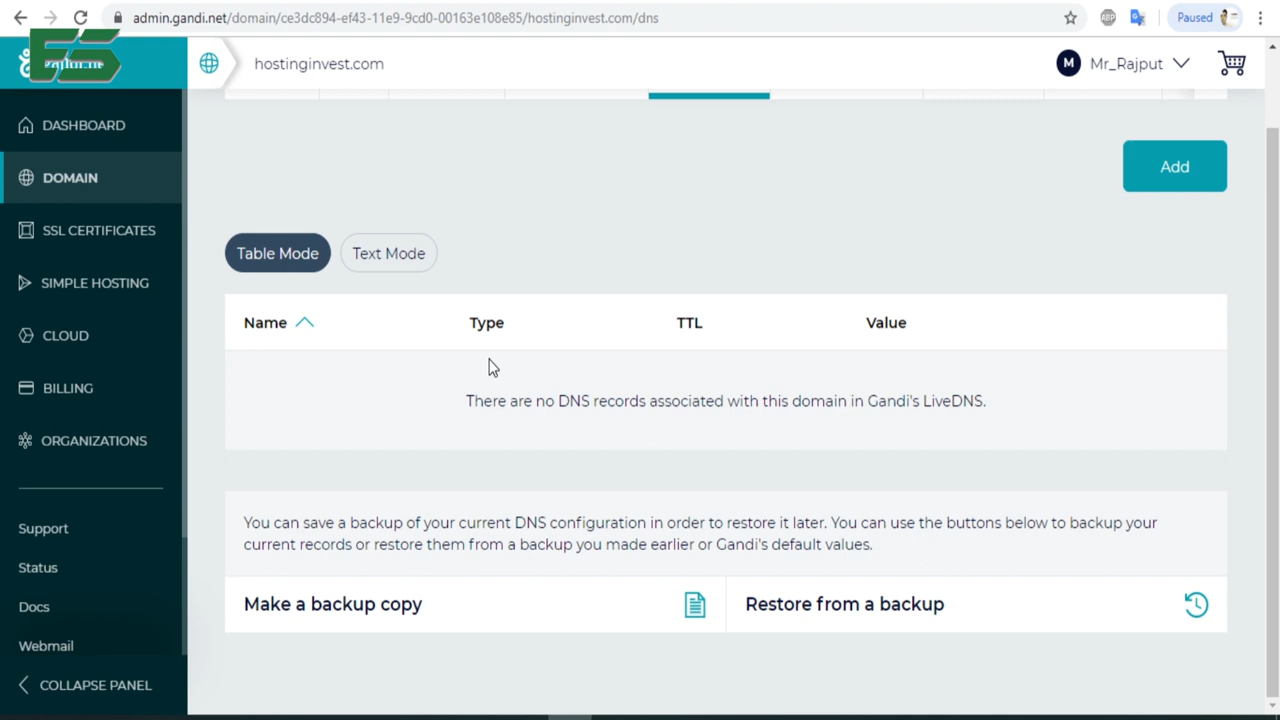 admin.gandi.net/domain/ce3dc894-ef43-11e9-9cd0-00163e108e85/hostinginvest.com/dns
ABP
Paused
ES
hostinginvest.com
M
Mr_Rajput
DASHBOARD
DOMAIN
SSL CERTIFICATES
SIMPLE HOSTING
CLOUD
BILLING
ORGANIZATIONS
Support
Status
Docs
Webmail
COLLAPSE PANEL
Add
Table Mode
Text Mode
Name Type TTL Value
There are no DNS records associated with this domain in Gandi's LiveDNS.
You can save a backup of your current DNS configuration in order to restore it later. You can use the buttons below to backup your
current records or restore them from a backup you made earlier or Gandi's default values.
Make a backup copy
Restore from a backup